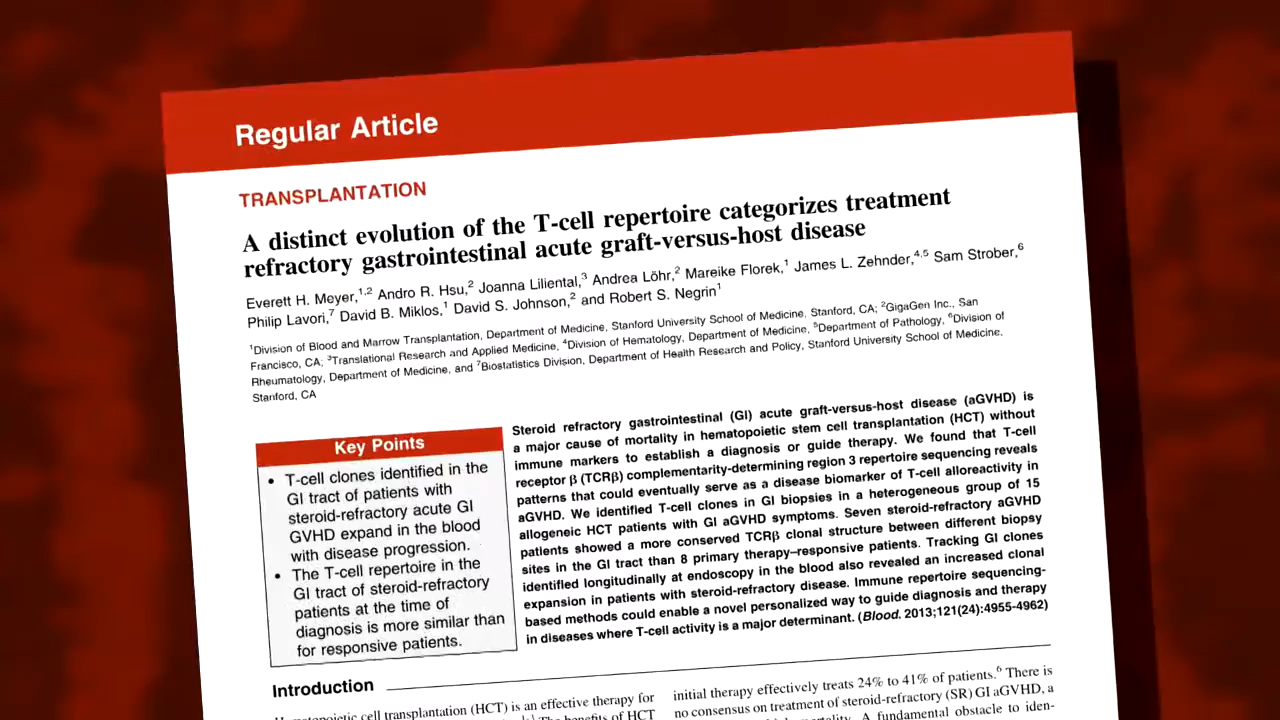 Regular Article
TRANSPLANTATION
A distinct evolution of the T-cell repertoire categorizes treatment
refractory gastrointestinal acute graft-versus-host disease
Everett H. Meyer,1,2 Andro R. Hsu,2 Joanna Liliental,3 Andrea Löhr,2 Mareike Florek,1 James L. Zehnder,4,5 Sam Strober,6
Philip Lavori,7 David B. Miklos,1 David S. Johnson,2 and Robert S. Negrin1
1Division of Blood and Marrow Transplantation, Department of Medicine, Stanford University School of Medicine, Stanford, CA; 2GigaGen Inc., San
Francisco, CA; 3Translational Research and Applied Medicine, 4Division of Hematology, Department of Medicine, 5Department of Pathology, 6Division of
Rheumatology, Department of Medicine, and 7Biostatistics Division, Department of Health Research and Policy, Stanford University School of Medicine,
Stanford, CA
Key Points
• T-cell clones identified in the
GI tract of patients with
steroid-refractory acute GI
GVHD expand in the blood
with disease progression.
• The T-cell repertoire in the
GI tract of steroid-refractory
patients at the time of
diagnosis is more similar than
for responsive patients.
Steroid refractory gastrointestinal (GI) acute graft-versus-host disease (aGVHD) is
a major cause of mortality in hematopoietic stem cell transplantation (HCT) without
immune markers to establish a diagnosis or guide therapy. We found that T-cell
receptor β (TCRβ) complementarity-determining region 3 repertoire sequencing reveals
patterns that could eventually serve as a disease biomarker of T-cell alloreactivity in
aGVHD. We identified T-cell clones in GI biopsies in a heterogeneous group of 15
allogeneic HCT patients with GI aGVHD symptoms. Seven steroid-refractory aGVHD
patients showed a more conserved TCRβ clonal structure between different biopsy
sites in the GI tract than 8 primary therapy–responsive patients. Tracking GI clones
identified longitudinally at endoscopy in the blood also revealed an increased clonal
expansion in patients with steroid-refractory disease. Immune repertoire sequencing-
based methods could enable a novel personalized way to guide diagnosis and therapy
in diseases where T-cell activity is a major determinant. (Blood. 2013;121(24):4955-4962)
Introduction
cell transplantation (HCT) is an effective therapy for
The benefits of HCT
initial therapy effectively treats 24% to 41% of patients.6 There is
no consensus on treatment of steroid-refractory (SR) GI aGVHD, a
A fundamental obstacle to iden-